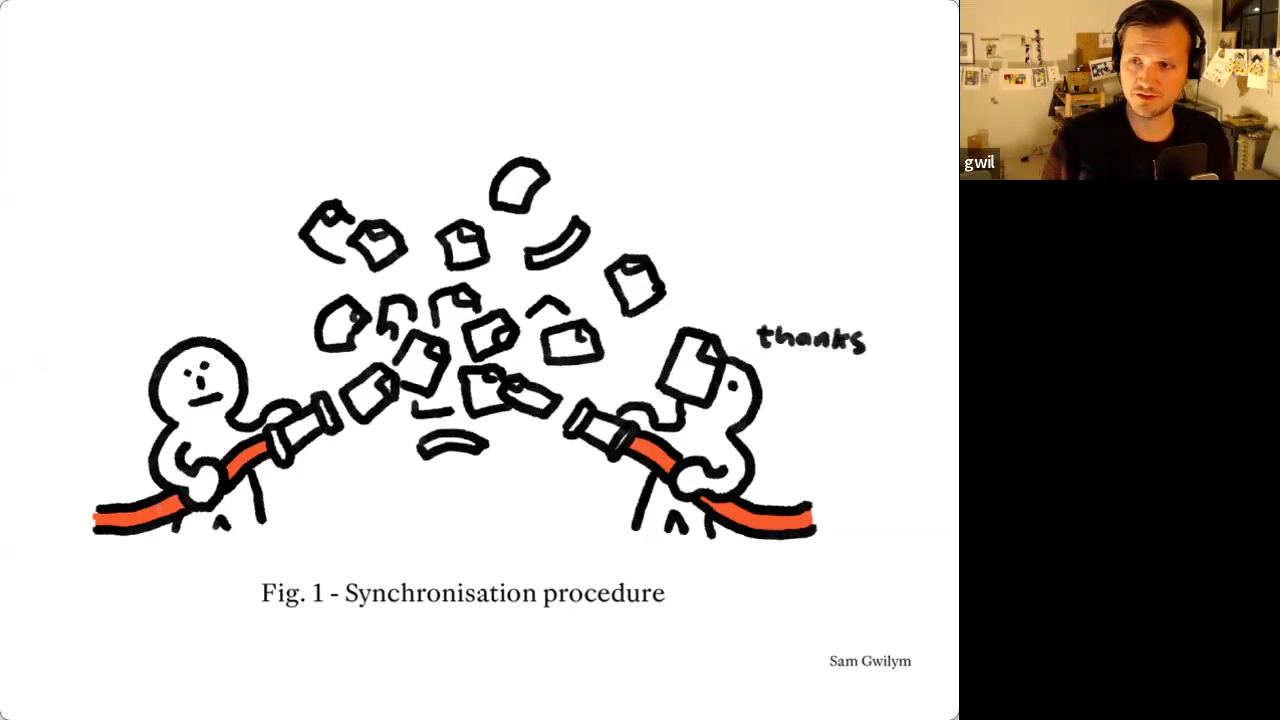 gwil
thanks
Fig. 1 - Synchronisation procedure
Sam Gwilym